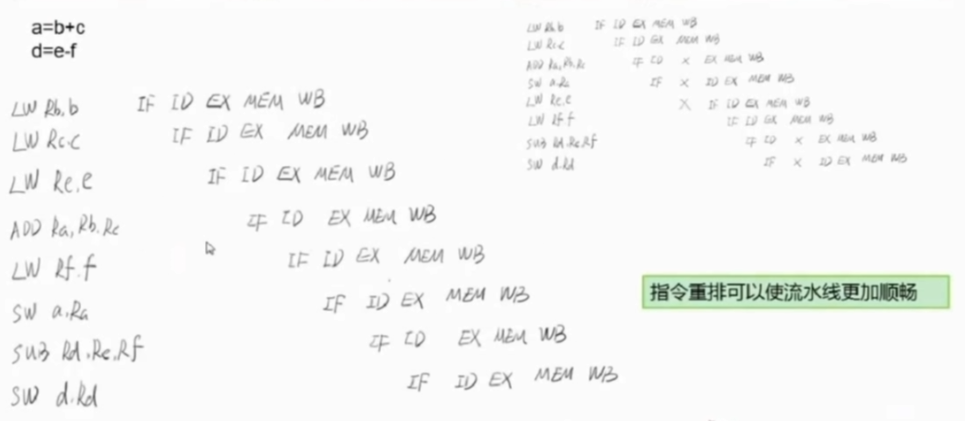 a=b+c
d=e-f
LW Rb,b IF ID EX MEM WB
LW Rc,c IF ID EX MEM WB
LW Re,e IF ID EX MEM WB
ADD Ra,Rb,Rc IF ID EX MEM WB
LW Rf,f IF ID EX MEM WB
SW a,Ra IF ID EX MEM WB
SUB Rd,Re,Rf IF ID EX MEM WB
SW d,Rd IF ID EX MEM WB
LW Rb,b IF ID EX MEM WB
LW Rc,c IF ID EX MEM WB
ADD Ra,Rb,Rc IF ID X EX MEM WB
SW a,Ra IF X ID EX MEM WB
LW Re,e X IF ID EX MEM WB
LW Rf,f IF ID EX MEM WB
SUB Rd,Re,Rf IF ID X EX MEM WB
SW d,Rd IF X ID EX MEM WB
指令重排可以使流水线更加顺畅